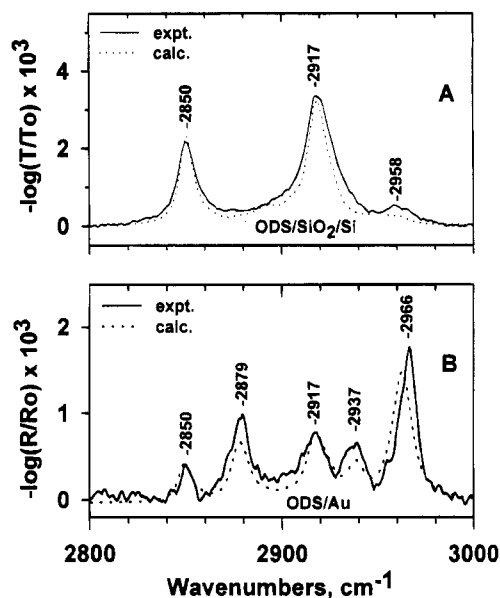 expt.
calc.
A
-log(T/To) x 10³
4
2
0
-2850
-2917
-2958
ODS/SiO₂/Si
expt.
calc.
B
-log(R/Ro) x 10³
2
1
0
-2850
-2879
-2917
-2937
-2966
ODS/Au
2800 2900 3000
Wavenumbers, cm⁻¹